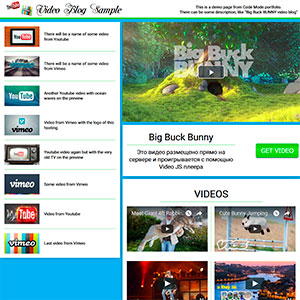 Video Blog Sample
This is a demo page from Code Mode portfolio
There can be some description, like "Big Buck BUNNY video blog"
There will be a name of some video from Youtube
There will be a name of some video from Vimeo
Another Youtube video with ocean waves on the preview
Video from Vimeo with the logo of this hosting
Youtube video again but with the very old TV on the preview
Some video from Vimeo
Video from Youtube
Last video from Vimeo
You Tube
vimeo
BIG BUCK
BUNNY
Big Buck Bunny
Это видео размещено прямо на
сервере и проигрывается с помощью
Video JS плеера
GET VIDEO
VIDEOS
Meet Giant 4ft Rabbit
Cute Bunny Jumping